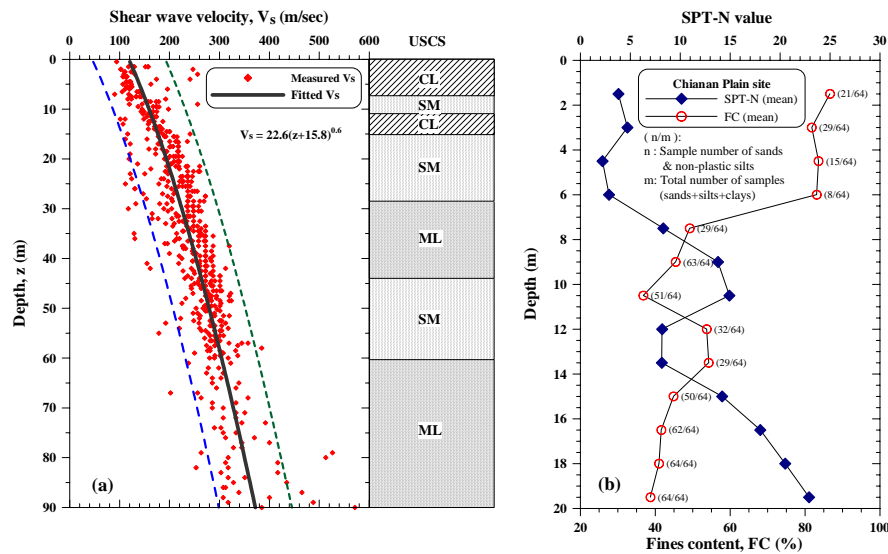 Shear wave velocity, Vs (m/sec)
0 100 200 300 400 500 600
USCS
Depth, z (m)
0
10
20
30
40
50
60
70
80
90
Measured Vs
Fitted Vs
Vs = 22.6(z+15.8)^0.6
(a)
CL
SM
CL
SM
ML
SM
ML
SPT-N value
0 5 10 15 20 25 30
Depth (m)
0
2
4
6
8
10
12
14
16
18
20
Chianan Plain site
SPT-N (mean)
FC (mean)
( n/m ) :
n : Sample number of sands
& non-plastic silts
m: Total number of samples
(sands+silts+clays)
(21/64)
(29/64)
(15/64)
(8/64)
(29/64)
(63/64)
(51/64)
(32/64)
(29/64)
(50/64)
(62/64)
(64/64)
(64/64)
(b)
20 40 60 80 100
Fines content, FC (%)